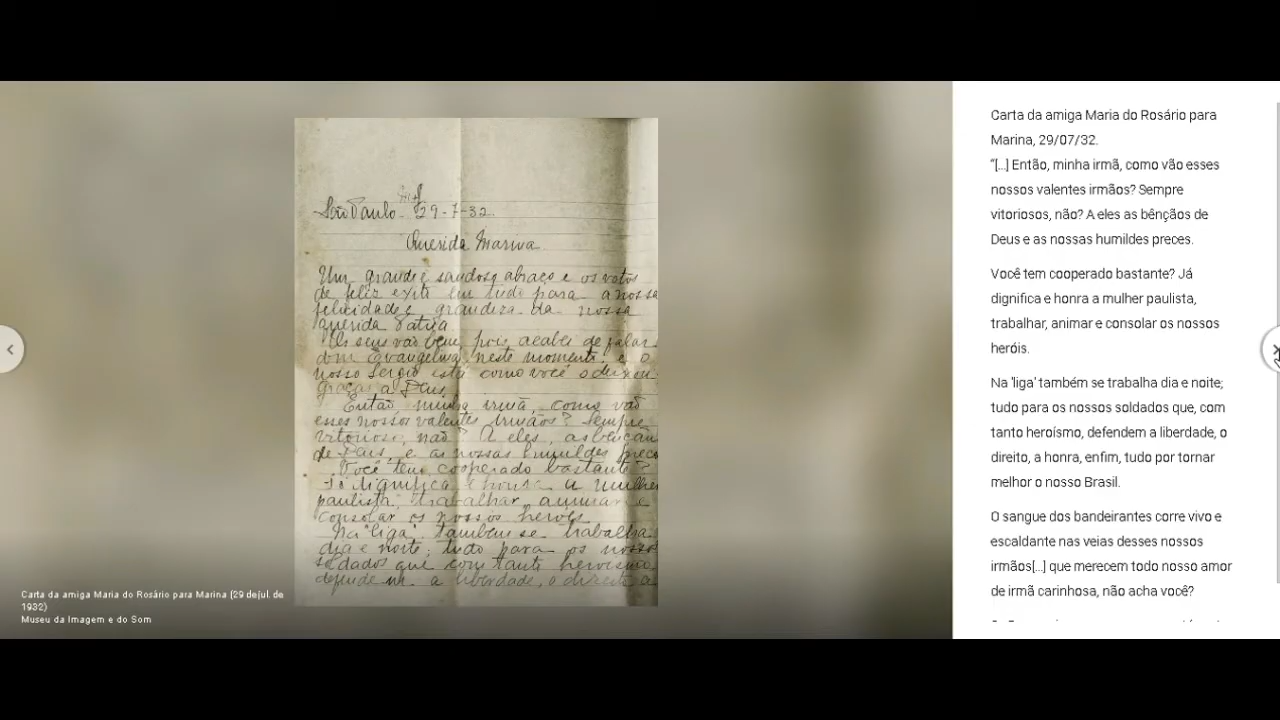 São Paulo 29-7-32.
Querida Marina
Um grande e saudoso abraço e os votos
de feliz exito em tudo para a nossa
felicidade e grandeza da nossa
querida Patria
Os seus vão bem, pois acabei de falar
com Evangelina, neste momento; e o
nosso Sergio está como você o deixou
graças a Deus.
Então minha irmã, como vão
esses nossos valentes irmãos? Sempre
vitoriosos, não? A eles, as bençãos
de Deus, e as nossas humildes preces
Você tem cooperado bastante?
Já dignifica e honra a mulher
paulista, trabalhar, animar e
consolar os nossos heroes.
Na "liga" tambem se trabalha
dia e noite; tudo para os nossos
soldados que com tanto heroismo
defendem a liberdade, o direito a
Carta da amiga Maria do Rosário para Marina (29 de jul. de
1932)
Museu da Imagem e do Som
Carta da amiga Maria do Rosário para
Marina, 29/07/32.
“[...] Então, minha irmã, como vão esses
nossos valentes irmãos? Sempre
vitoriosos, não? A eles as bênçãos de
Deus e as nossas humildes preces.
Você tem cooperado bastante? Já
dignifica e honra a mulher paulista,
trabalhar, animar e consolar os nossos
heróis.
Na 'liga' também se trabalha dia e noite;
tudo para os nossos soldados que, com
tanto heroísmo, defendem a liberdade, o
direito, a honra, enfim, tudo por tornar
melhor o nosso Brasil.
O sangue dos bandeirantes corre vivo e
escaldante nas veias desses nossos
irmãos[...] que merecem todo nosso amor
de irmã carinhosa, não acha você?